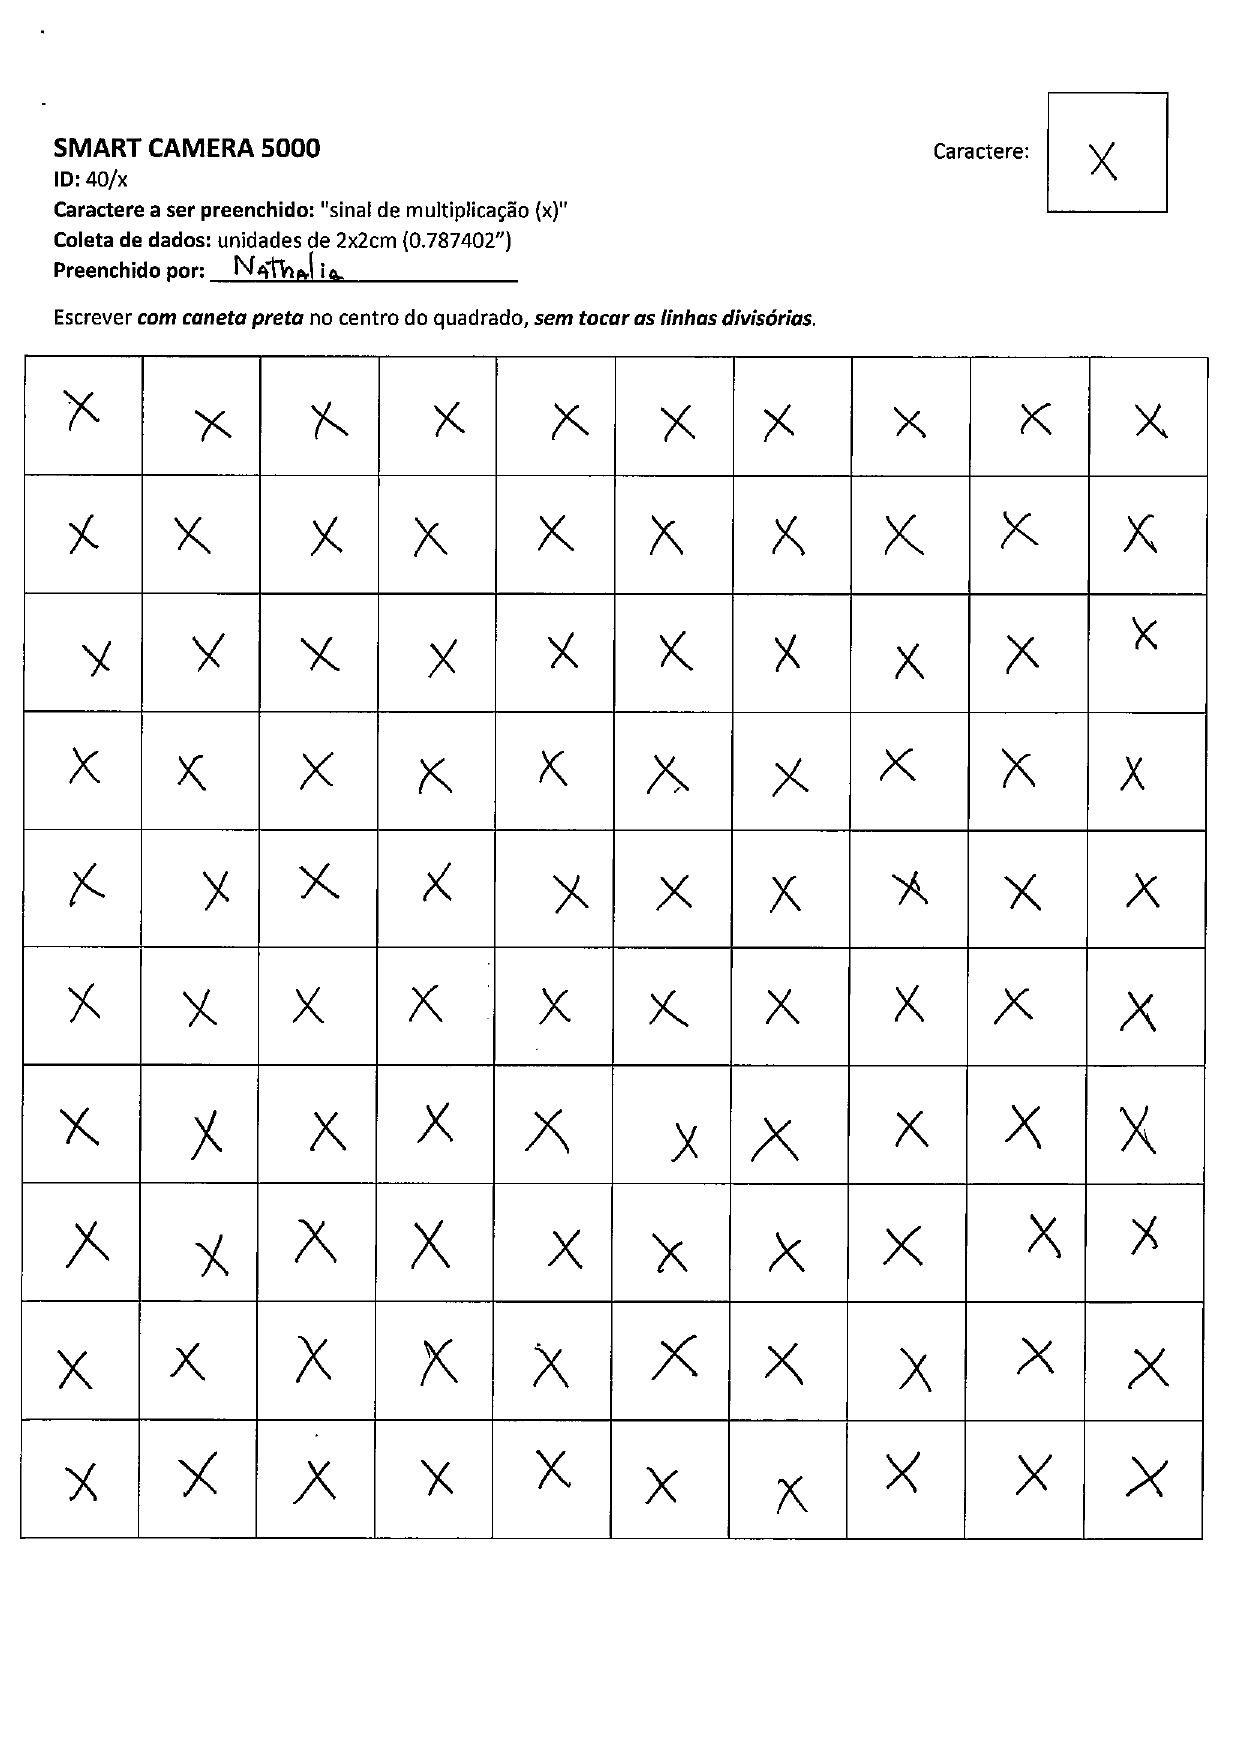 SMART CAMERA 5000
Caractere: X
ID: 40/x
Caractere a ser preenchido: "sinal de multiplicação (x)"
Coleta de dados: unidades de 2x2cm (0.787402”)
Preenchido por: Nathalia
Escrever com caneta preta no centro do quadrado, sem tocar as linhas divisórias.
X X X X X X X X X X
X X X X X X X X X X
X X X X X X X X X X
X X X X X X X X X X
X X X X X X X X X X
X X X X X X X X X X
X X X X X X X X X X
X X X X X X X X X X
X X X X X X X X X X
X X X X X X X X X X